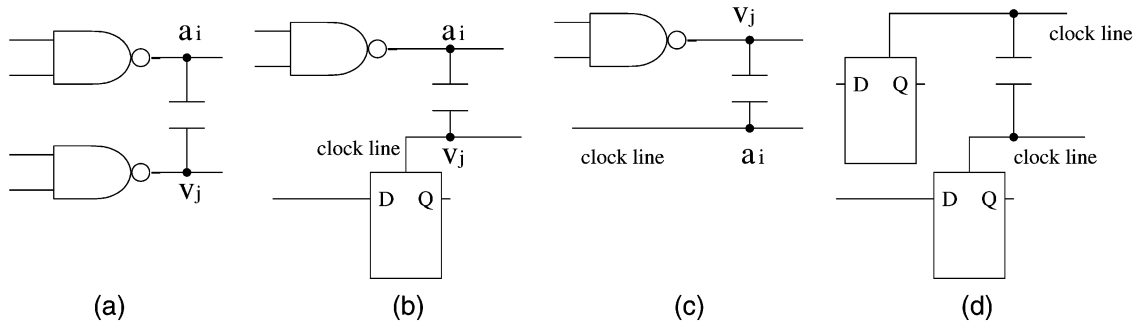 ai
vj
(a)
ai
clock line
vj
D Q
(b)
vj
clock line
ai
(c)
clock line
D Q
clock line
D Q
(d)